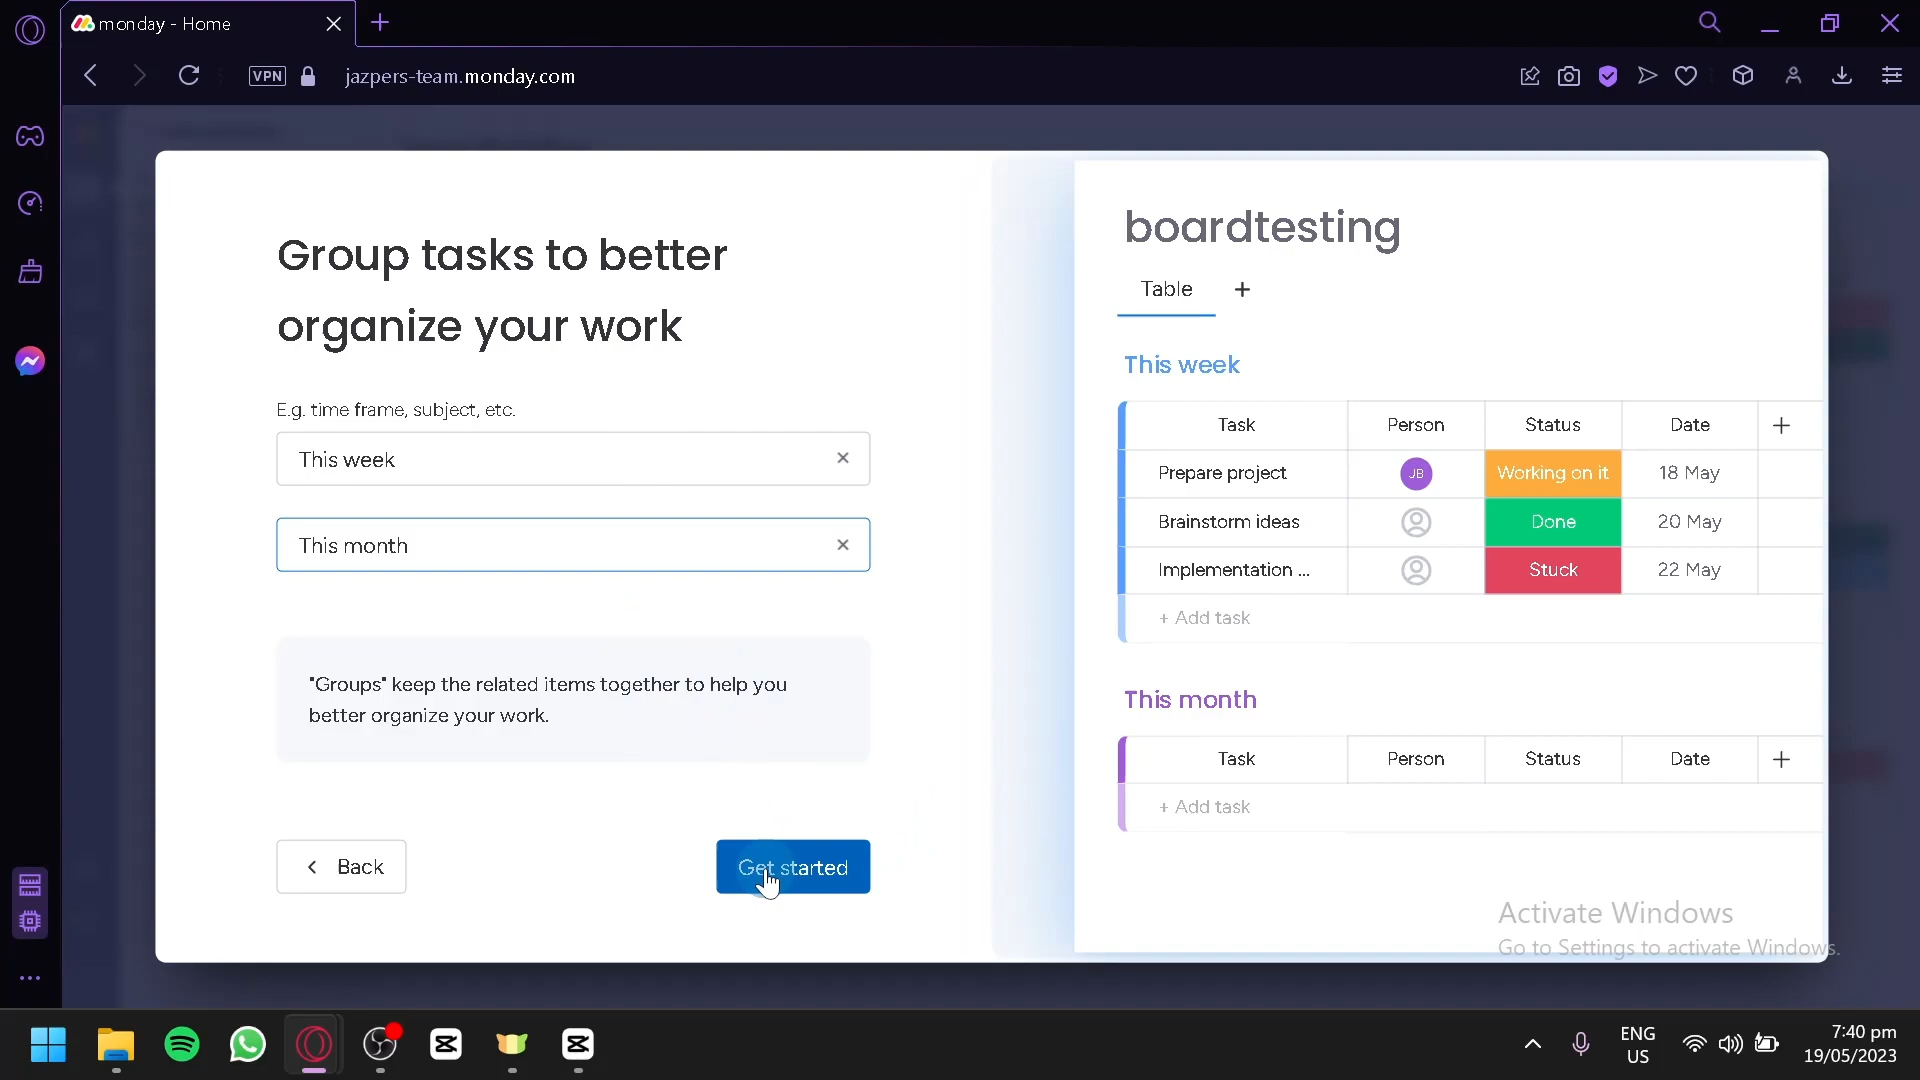 monday - Home
VPN
jazpers-team.monday.com
Group tasks to better
organize your work
E.g. time frame, subject, etc.
This week
This month
"Groups" keep the related items together to help you
better organize your work.
Back
Get started
boardtesting
Table +
This week
Task Person Status Date +
Prepare project JB Working on it 18 May
Brainstorm ideas Done 20 May
Implementation ... Stuck 22 May
+ Add task
This month
Task Person Status Date +
+ Add task
Activate Windows
Go to Settings to activate Windows.
ENG
US
7:40 pm
19/05/2023